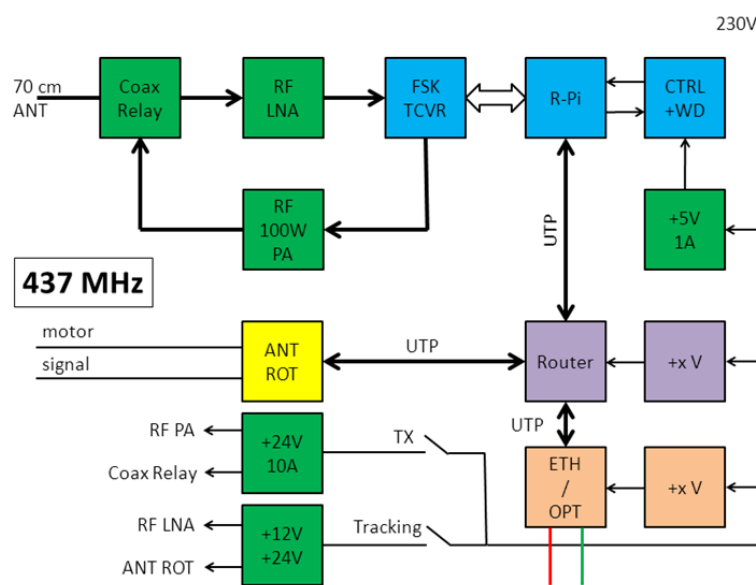 230V
70 cm
ANT
Coax
Relay
RF
LNA
FSK
TCVR
R-Pi
CTRL
+WD
RF
100W
PA
UTP
+5V
1A
437 MHz
motor
signal
ANT
ROT
UTP
Router
+x V
RF PA
Coax Relay
+24V
10A
TX
UTP
ETH
/
OPT
+x V
RF LNA
ANT ROT
+12V
+24V
Tracking